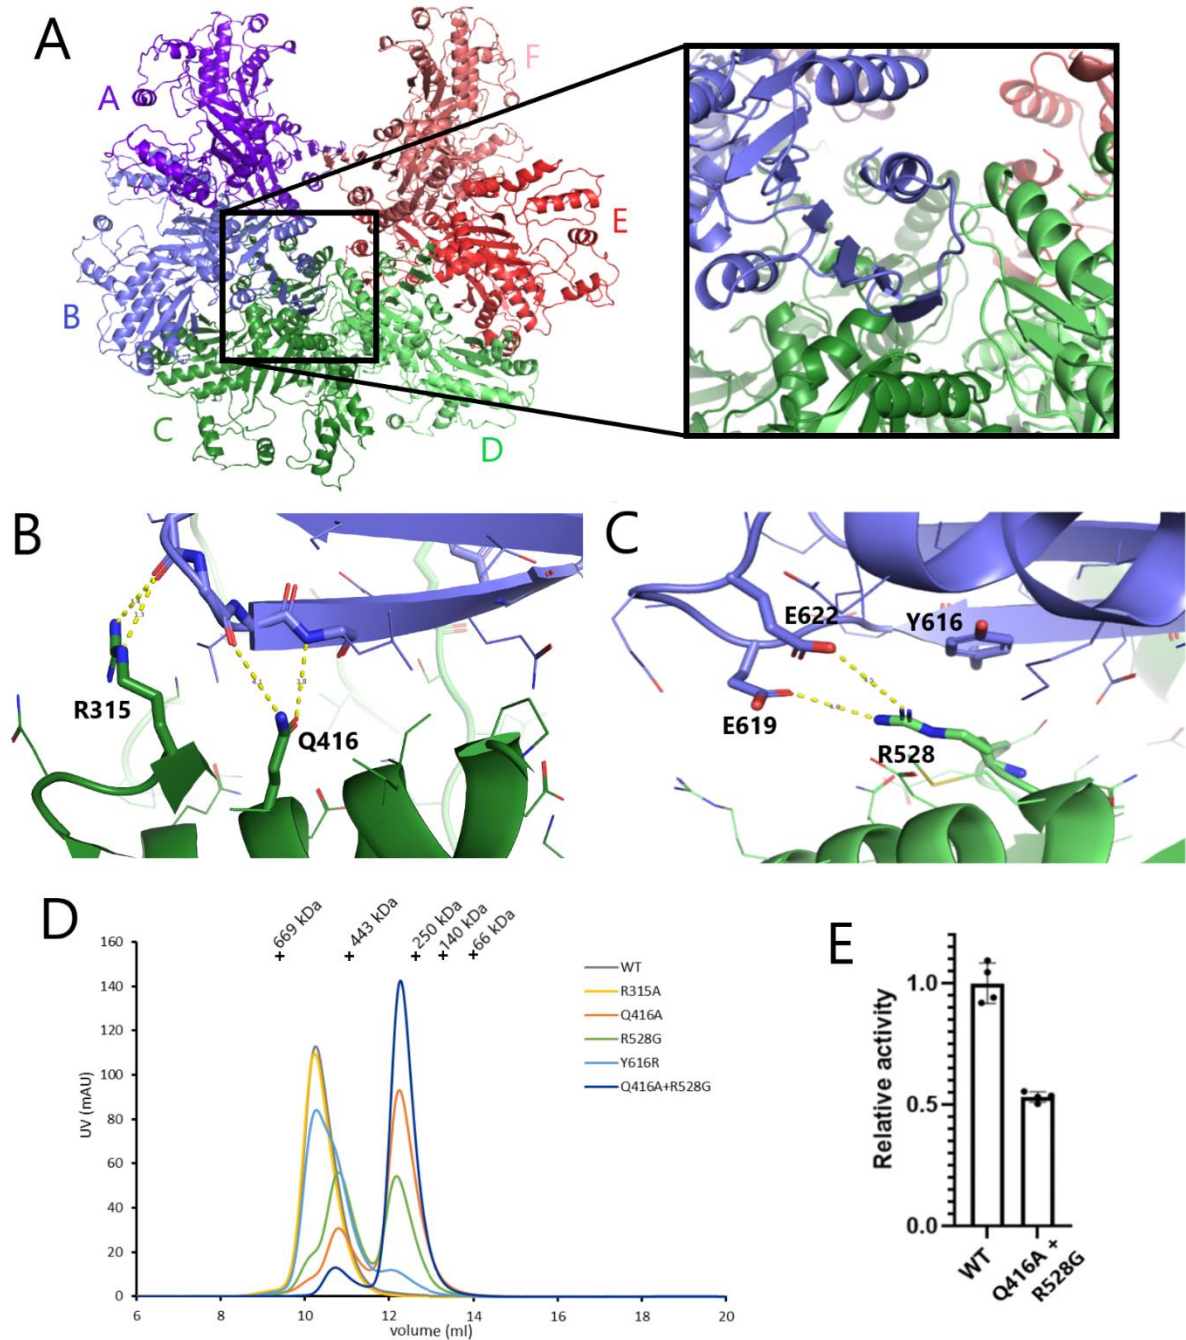 A
A
F
B
E
C
D
B
R315
Q416
C
E622
Y616
E619
R528
D
669 kDa
443 kDa
250 kDa
140 kDa
66 kDa
+ + + + +
160
140
120
100
80
60
40
20
0
UV (mAU)
6 8 10 12 14 16 18 20
volume (ml)
WT
R315A
Q416A
R528G
Y616R
Q416A+R528G
E
Relative activity
1.0
0.5
0.0
WT
Q416A +
R528G